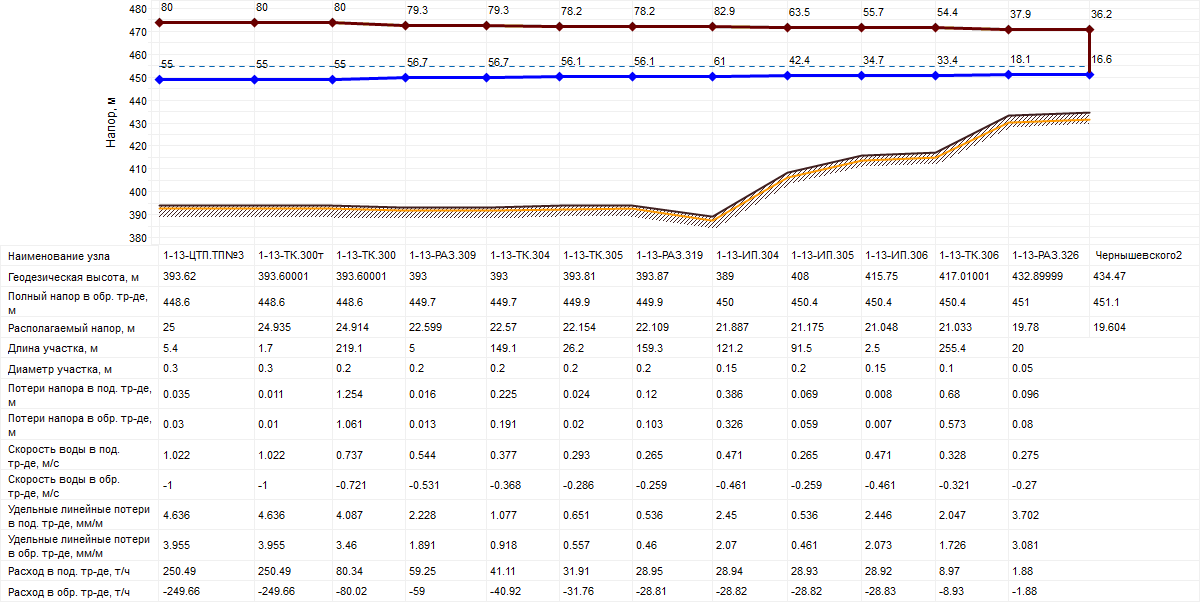 480
80 80 80 79.3 79.3 78.2 78.2 82.9 63.5 55.7 54.4 37.9 36.2
470
460
55 55 55 56.7 56.7 56.1 56.1 61 42.4 34.7 33.4 18.1 16.6
450
440
430
420
410
400
390
380
Напор, м
Наименование узла 1-13-ЦТП.ТП№3 1-13-ТК.300т 1-13-ТК.300 1-13-РАЗ.309 1-13-ТК.304 1-13-ТК.305 1-13-РАЗ.319 1-13-ИП.304 1-13-ИП.305 1-13-ИП.306 1-13-ТК.306 1-13-РАЗ.326 Чернышевского2
Геодезическая высота, м 393.62 393.60001 393.60001 393 393 393.81 393.87 389 408 415.75 417.01001 432.89999 434.47
Полный напор в обр. тр-де,
м 448.6 448.6 448.6 449.7 449.7 449.9 449.9 450 450.4 450.4 450.4 451 451.1
Располагаемый напор, м 25 24.935 24.914 22.599 22.57 22.154 22.109 21.887 21.175 21.048 21.033 19.78 19.604
Длина участка, м 5.4 1.7 219.1 5 149.1 26.2 159.3 121.2 91.5 2.5 255.4 20
Диаметр участка, м 0.3 0.3 0.2 0.2 0.2 0.2 0.2 0.15 0.2 0.15 0.1 0.05
Потери напора в под. тр-де,
м 0.035 0.011 1.254 0.016 0.225 0.024 0.12 0.386 0.069 0.008 0.68 0.096
Потери напора в обр. тр-де,
м 0.03 0.01 1.061 0.013 0.191 0.02 0.103 0.326 0.059 0.007 0.573 0.08
Скорость воды в под.
тр-де, м/с 1.022 1.022 0.737 0.544 0.377 0.293 0.265 0.471 0.265 0.471 0.328 0.275
Скорость воды в обр.
тр-де, м/с -1 -1 -0.721 -0.531 -0.368 -0.286 -0.259 -0.461 -0.259 -0.461 -0.321 -0.27
Удельные линейные потери
в под. тр-де, мм/м 4.636 4.636 4.087 2.228 1.077 0.651 0.536 2.45 0.536 2.446 2.047 3.702
Удельные линейные потери
в обр. тр-де, мм/м 3.955 3.955 3.46 1.891 0.918 0.557 0.46 2.07 0.461 2.073 1.726 3.081
Расход в под. тр-де, т/ч 250.49 250.49 80.34 59.25 41.11 31.91 28.95 28.94 28.93 28.92 8.97 1.88
Расход в обр. тр-де, т/ч -249.66 -249.66 -80.02 -59 -40.92 -31.76 -28.81 -28.82 -28.82 -28.83 -8.93 -1.88